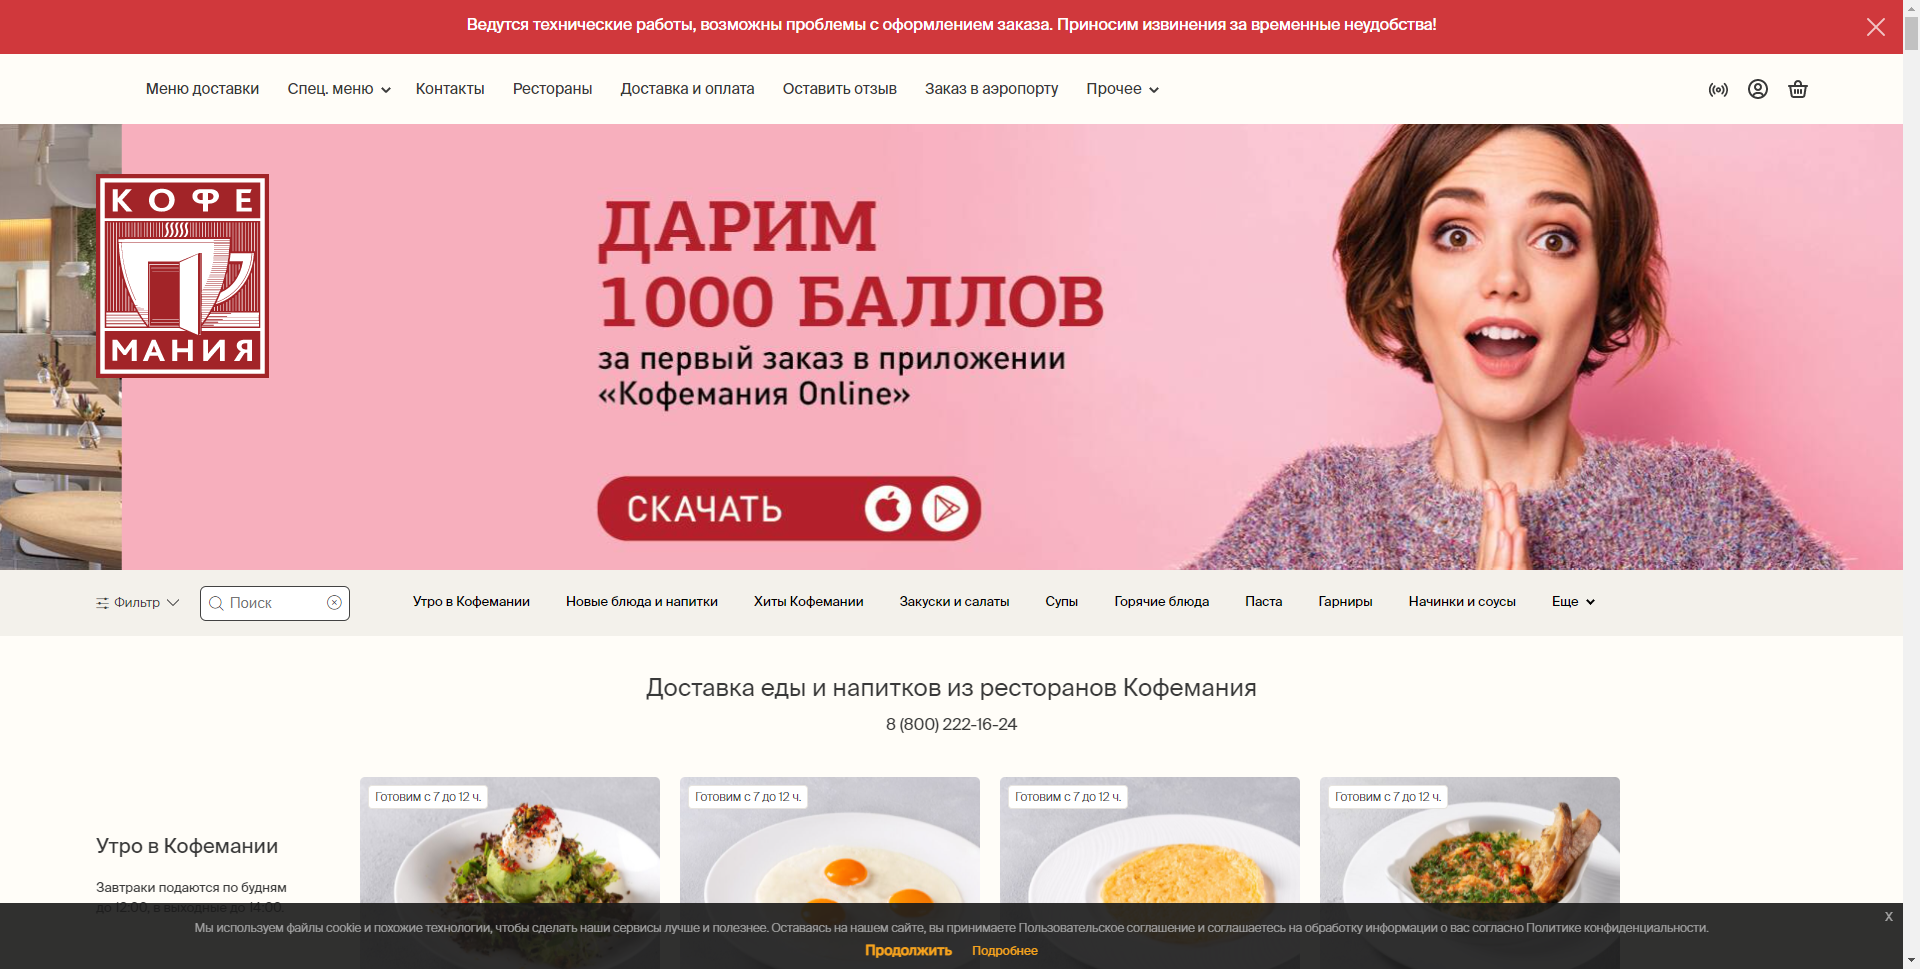 Ведутся технические работы, возможны проблемы с оформлением заказа. Приносим извинения за временные неудобства!
Меню доставки Спец. меню Контакты Рестораны Доставка и оплата Оставить отзыв Заказ в аэропорту Прочее
КОФЕ
МАНИЯ
ДАРИМ
1000 БАЛЛОВ
за первый заказ в приложении
«Кофемания Online»
СКАЧАТЬ
Фильтр Поиск Утро в Кофемании Новые блюда и напитки Хиты Кофемании Закуски и салаты Супы Горячие блюда Паста Гарниры Начинки и соусы Еще
Доставка еды и напитков из ресторанов Кофемания
8 (800) 222-16-24
Готовим с 7 до 12 ч. Готовим с 7 до 12 ч. Готовим с 7 до 12 ч. Готовим с 7 до 12 ч.
Утро в Кофемании
Завтраки подаются по будням
до 12:00, в выходные до 14:00.
x
Мы используем файлы cookie и похожие технологии, чтобы сделать наши сервисы лучше и полезнее. Оставаясь на нашем сайте, вы принимаете Пользовательское соглашение и соглашаетесь на обработку информации о вас согласно Политике конфиденциальности.
Продолжить Подробнее